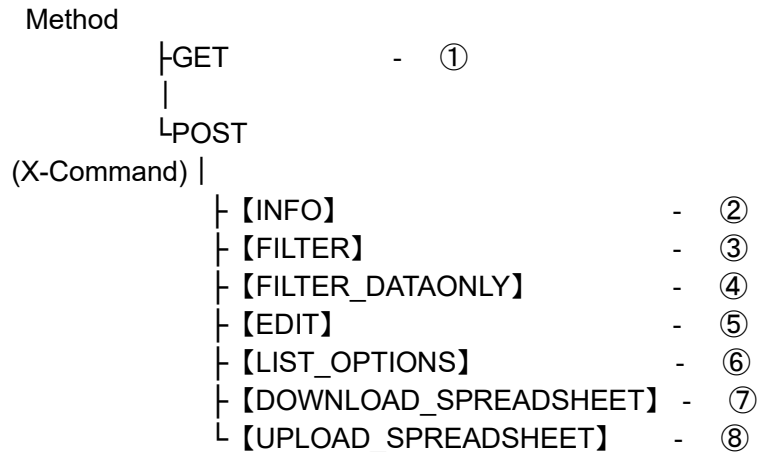 Method
├GET - ①
|
└POST
(X-Command)|
├【INFO】 - ②
├【FILTER】 - ③
├【FILTER_DATAONLY】 - ④
├【EDIT】 - ⑤
├【LIST_OPTIONS】 - ⑥
├【DOWNLOAD_SPREADSHEET】 - ⑦
└【UPLOAD_SPREADSHEET】 - ⑧